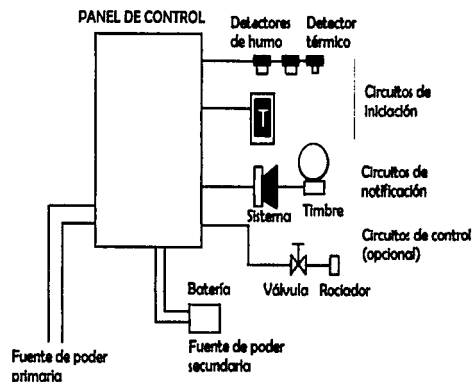 PANEL DE CONTROL
Detectores
de humo
Detector
térmico
Circuitos de
iniciación
T
Circuitos de
notificación
Sistema
Timbre
Circuitos de control
(opcional)
Válvula
Rociador
Batería
Fuente de poder
secundaria
Fuente de poder
primaria